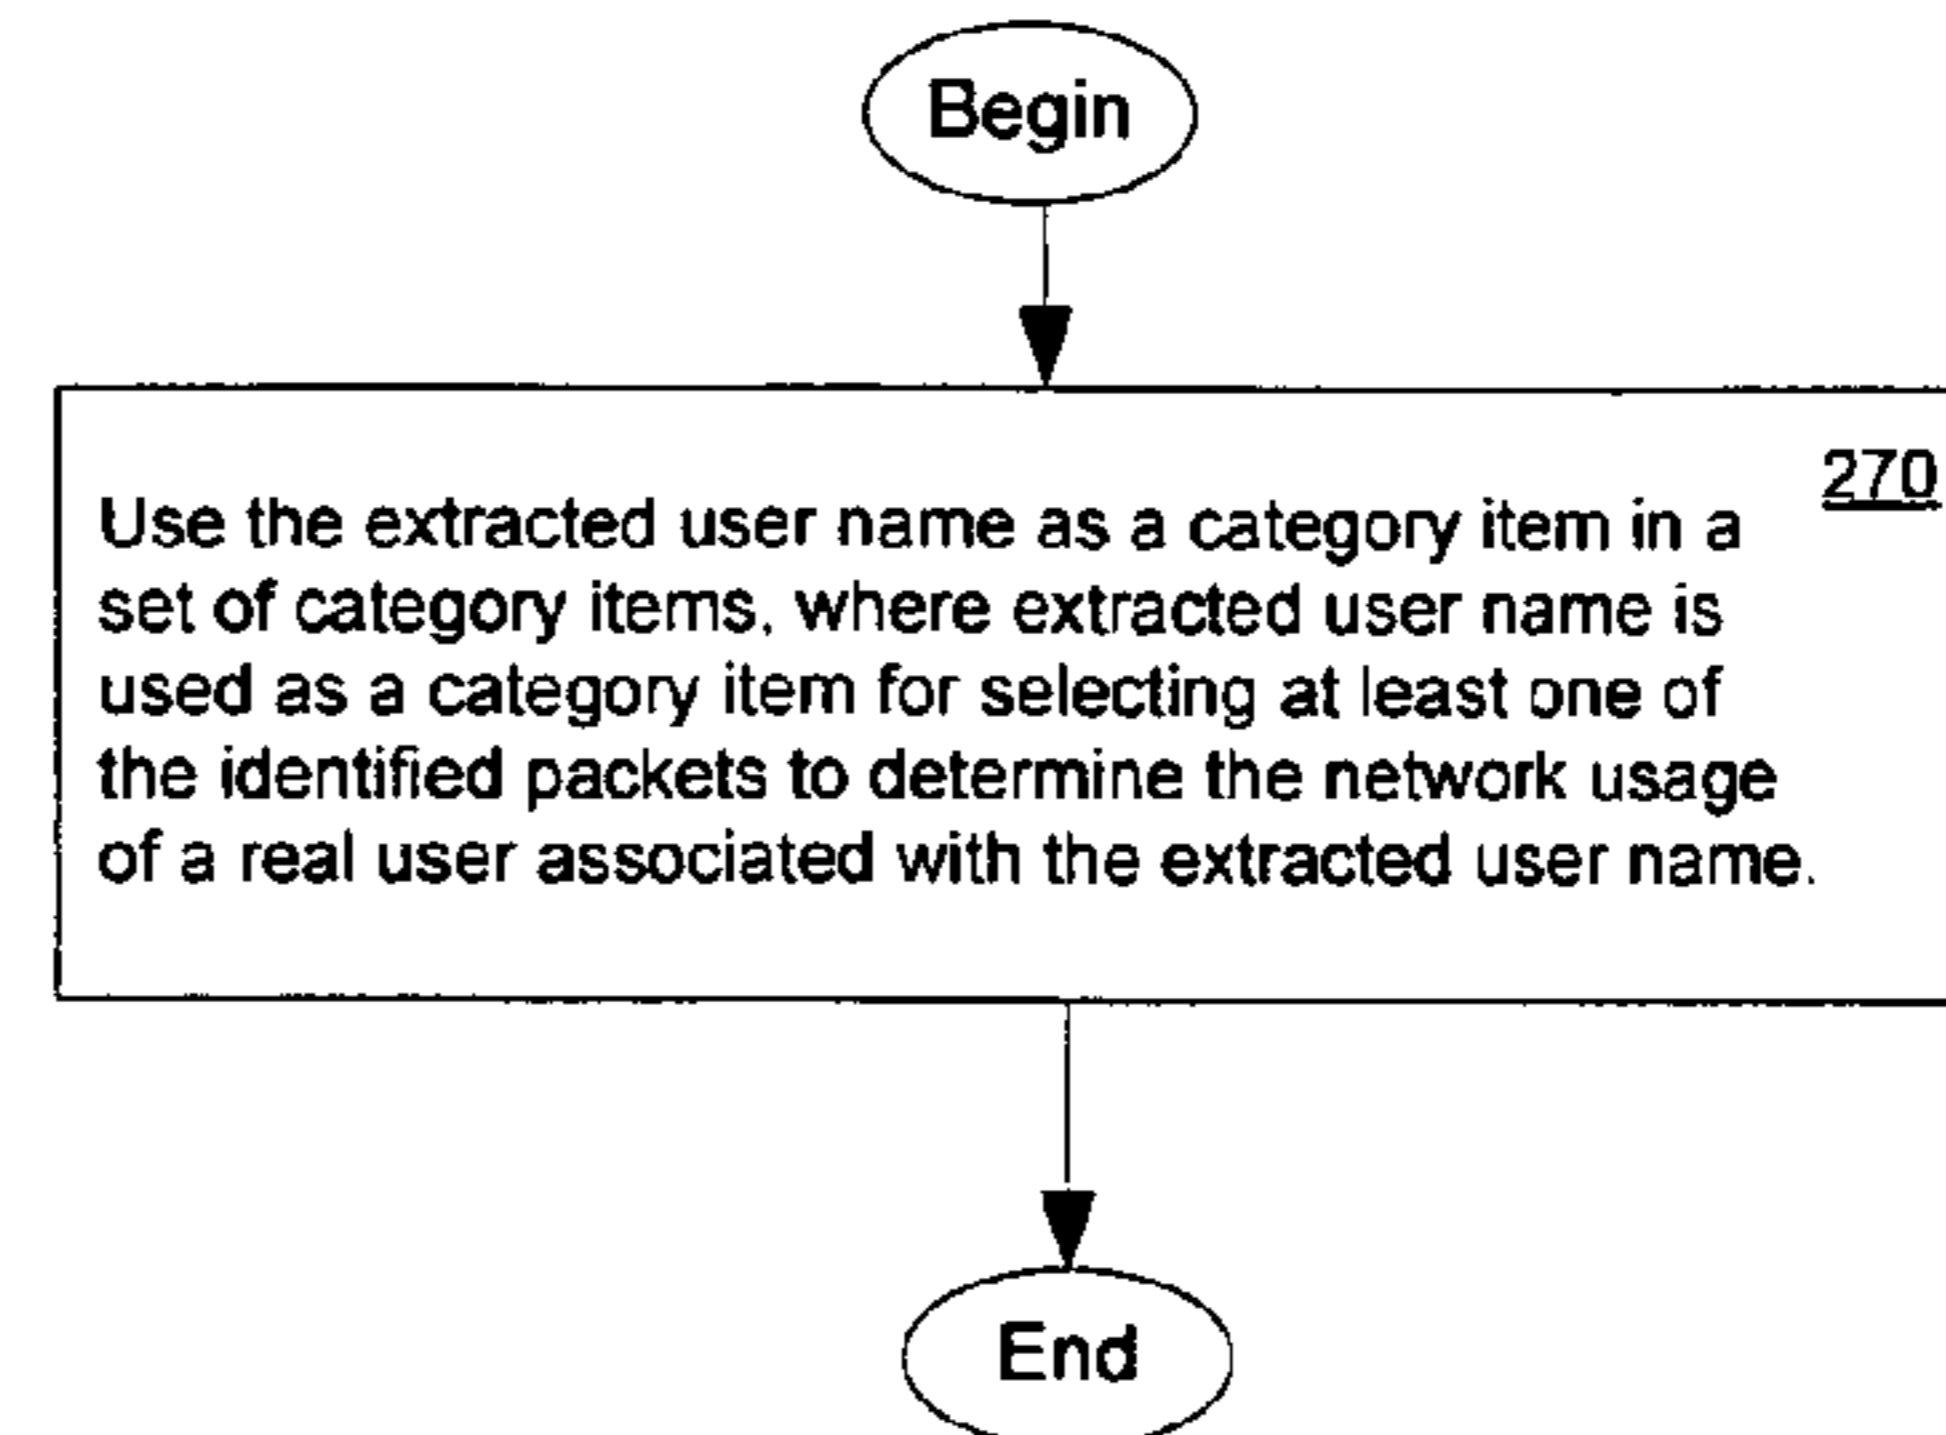 Begin
270
Use the extracted user name as a category item in a
set of category items, where extracted user name is
used as a category item for selecting at least one of
the identified packets to determine the network usage
of a real user associated with the extracted user name.
End